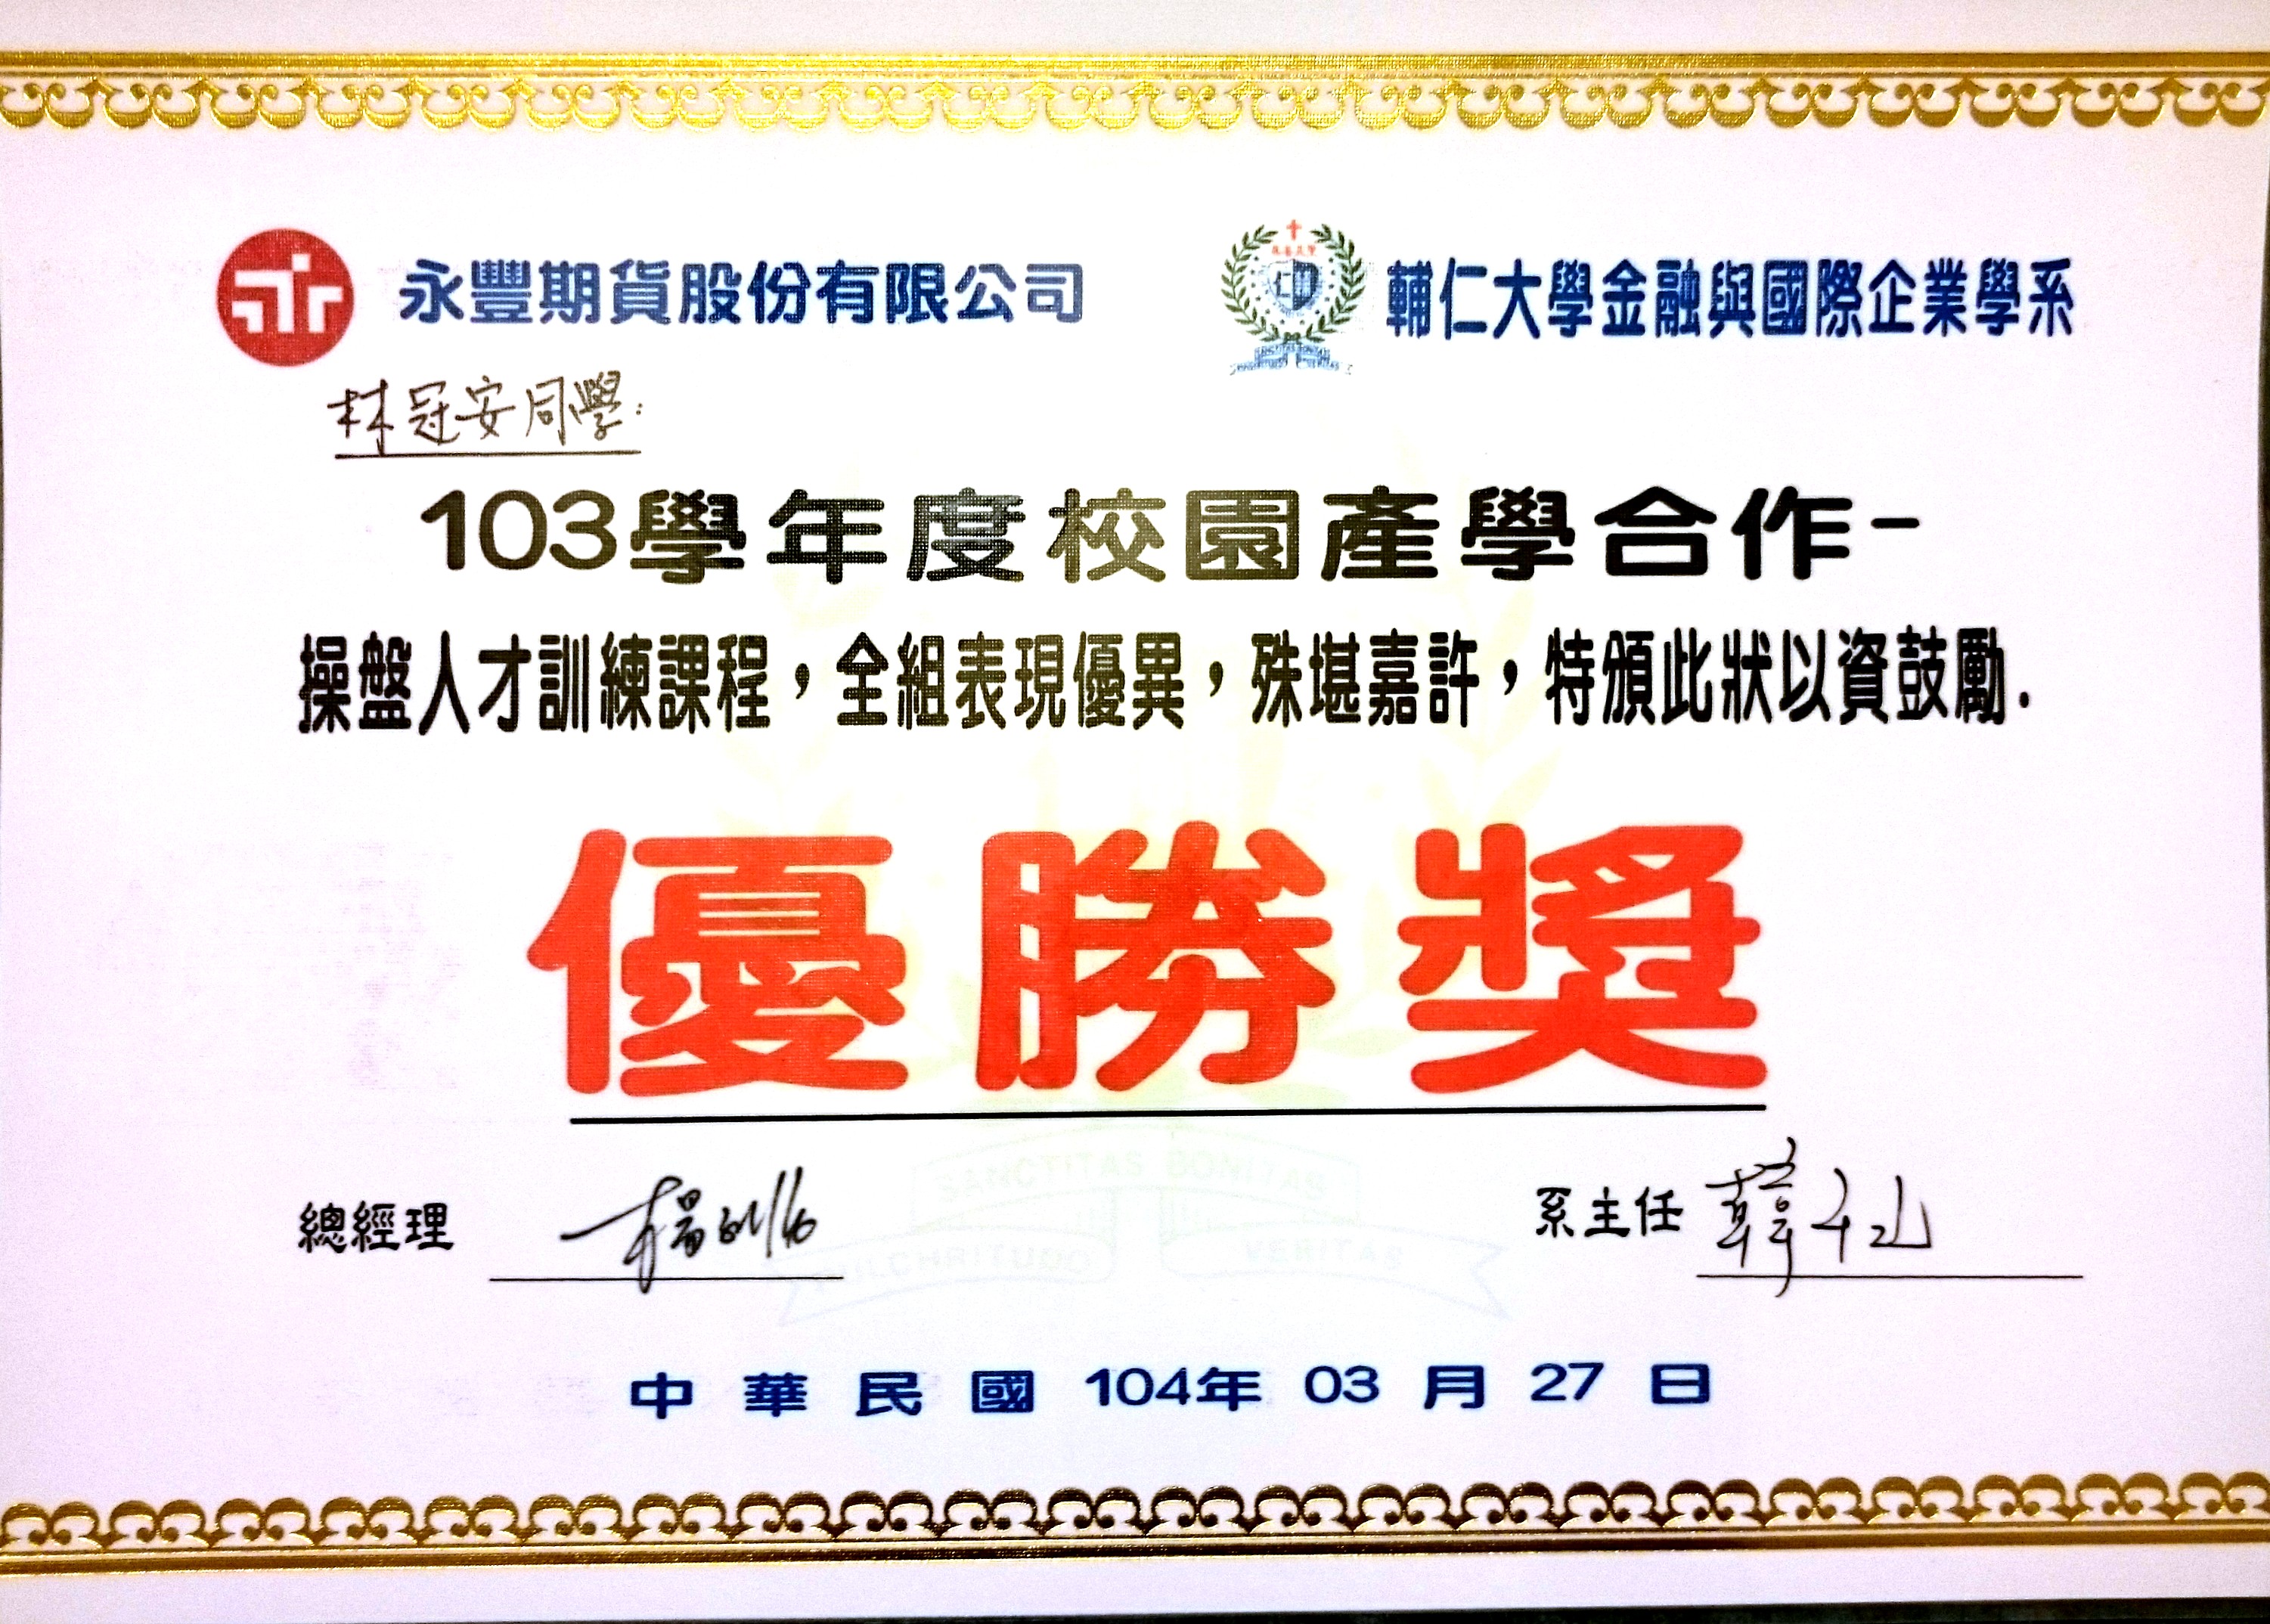 永豐期貨股份有限公司
輔仁大學金融與國際企業學系
林冠安同學:
103學年度校園產學合作-
操盤人才訓練課程，全組表現優異，殊堪嘉許，特頒此狀以資鼓勵.
優勝獎
SANCTITAS BONITAS
PULCHRITUDO VERITAS
總經理 楊
系主任 韓千山
中華民國 104年 03 月 27 日